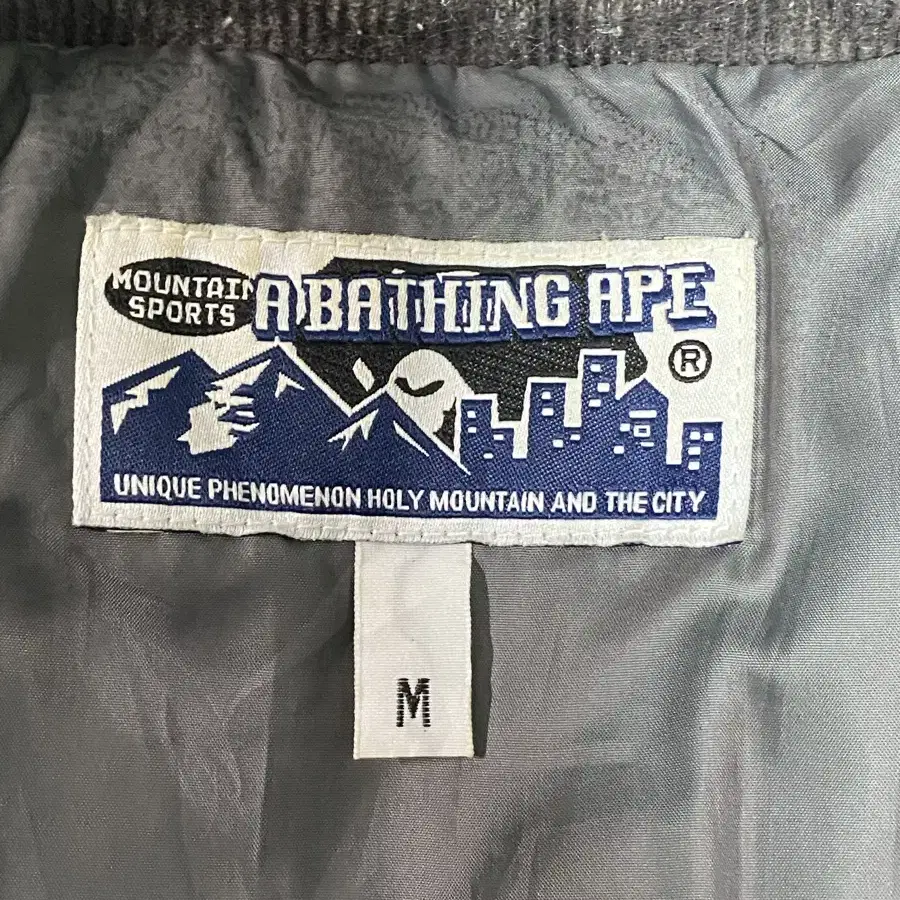 MOUNTAIN
SPORTS
A BATHING APE
®
UNIQUE PHENOMENON HOLY MOUNTAIN AND THE CITY
M